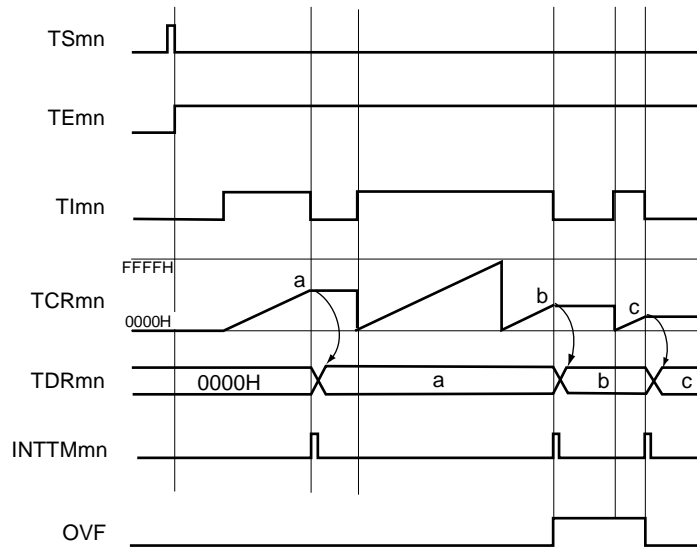 TSmn
TEmn
TImn
FFFFH
a
b
TCRmn
c
0000H
TDRmn
0000H
a
b
c
INTTMmn
OVF